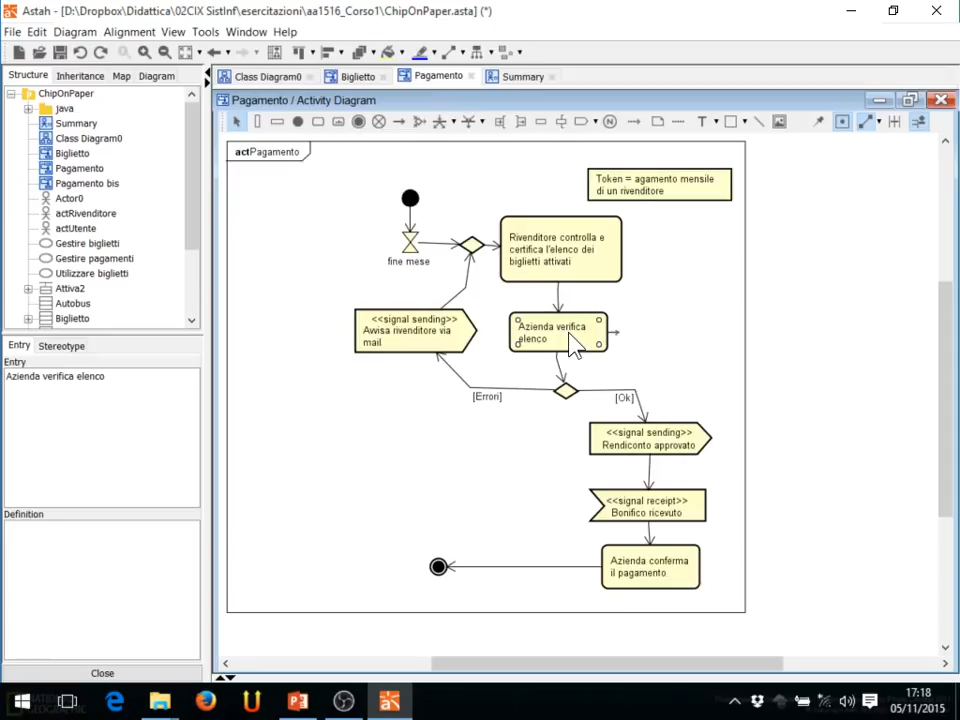 Astah - [D:\Dropbox\Didattica\02CIX SistInf\esercitazioni\aa1516_Corso1\ChipOnPaper.asta] (*)
File Edit Diagram Alignment View Tools Window Help
Structure Inheritance Map Diagram
Class Diagram0 Biglietto Pagamento Summary
ChipOnPaper
java
Summary
Class Diagram0
Biglietto
Pagamento
Pagamento bis
Actor0
actRivenditore
actUtente
Gestire biglietti
Gestire pagamenti
Utilizzare biglietti
Attiva2
Autobus
Biglietto
Entry Stereotype
Entry
Azienda verifica elenco
Definition
Close
Pagamento / Activity Diagram
N
T
actPagamento
Token = agamento mensile
di un rivenditore
fine mese
Rivenditore controlla e
certifica l'elenco dei
biglietti attivati
<<signal sending>>
Avvisa rivenditore via
mail
Azienda verifica
elenco
[Errori]
[Ok]
<<signal sending>>
Rendiconto approvato
<<signal receipt>>
Bonifico ricevuto
Azienda conferma
il pagamento
17:18
05/11/2015